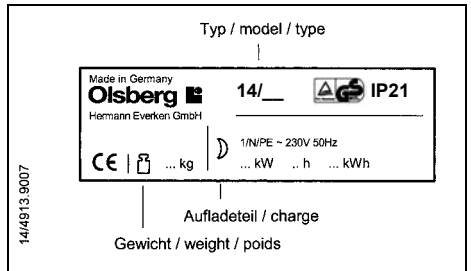 Typ / model / type
Made in Germany
Olsberg
14/__ GS IP21
Hermann Everken GmbH
1/N/PE ~ 230V 50Hz
CE ... kg ... kW .. h ... kWh
Aufladeteil / charge
Gewicht / weight / poids
14/4913.9007